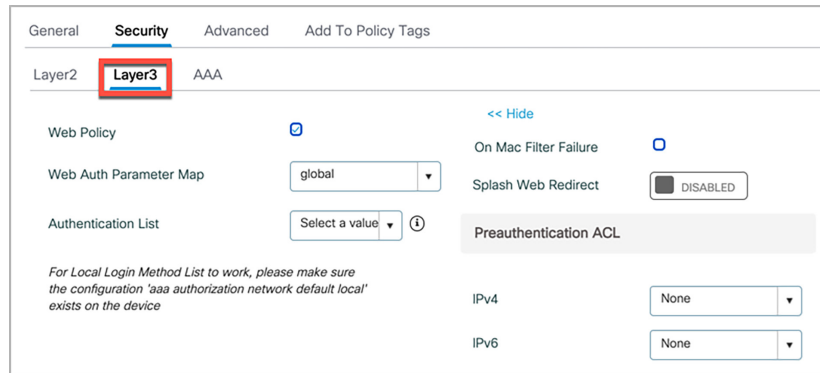 General Security Advanced Add To Policy Tags
Layer2 Layer3 AAA
<< Hide
Web Policy
On Mac Filter Failure
Web Auth Parameter Map global
Splash Web Redirect DISABLED
Authentication List Select a value
Preauthentication ACL
For Local Login Method List to work, please make sure
the configuration 'aaa authorization network default local'
exists on the device
IPv4 None
IPv6 None